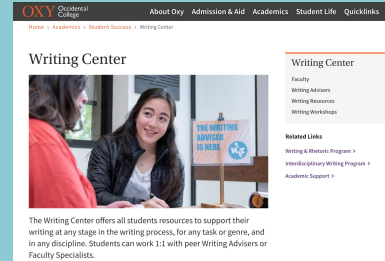 OXY Occidental College
About Oxy Admission & Aid Academics Student Life Quicklinks
Home > Academics > Student Success > Writing Center
Writing Center
THE WRITING
ADVISER
IS HERE
The Writing Center offers all students resources to support their
writing at any stage in the writing process, for any task or genre, and
in any discipline. Students can work 1:1 with peer Writing Advisers or
Faculty Specialists.
Writing Center
Faculty
Writing Advisers
Writing Resources
Writing Workshops
Related Links
Writing & Rhetoric Program >
Interdisciplinary Writing Program >
Academic Support >